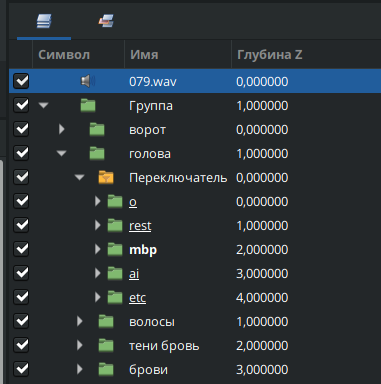 Символ Имя Глубина Z
079.wav 0,000000
Группа 1,000000
ворот 0,000000
голова 1,000000
Переключатель 0,000000
o 0,000000
rest 1,000000
mbp 2,000000
ai 3,000000
etc 4,000000
волосы 1,000000
тени бровь 2,000000
брови 3,000000